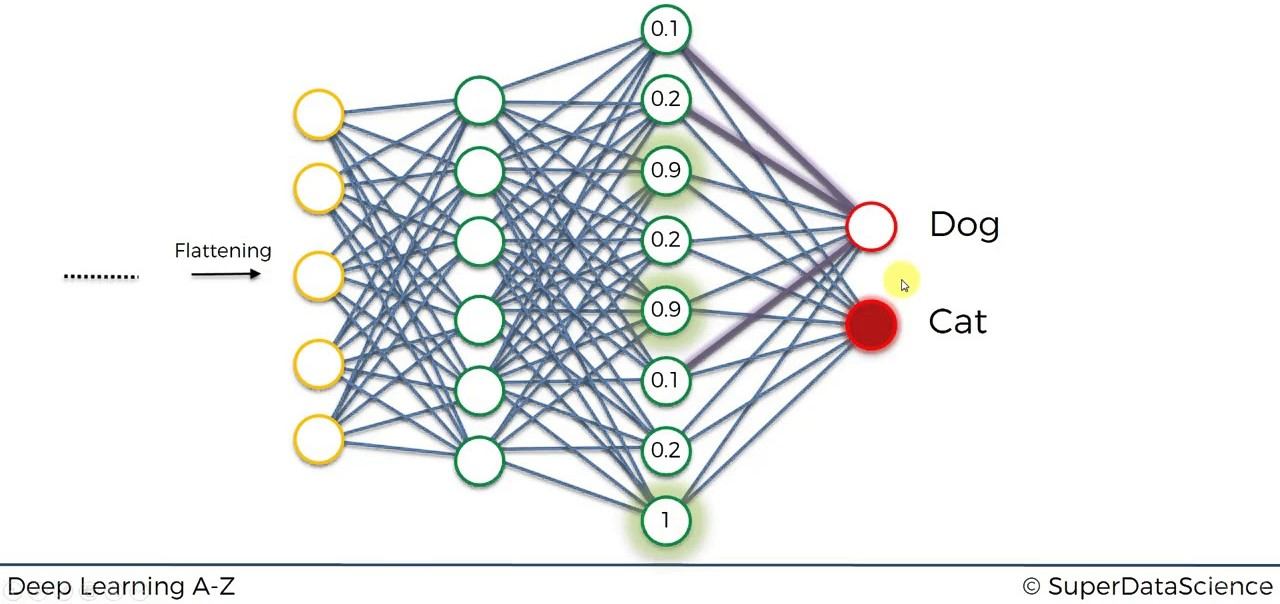 0.1
0.2
0.9
0.2
0.9
0.1
0.2
1
Flattening
Dog
Cat
Deep Learning A-Z
© SuperDataScience